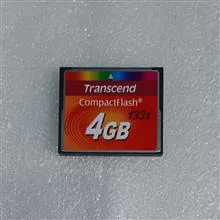 Transcend
CompactFlash®
133x
4GB